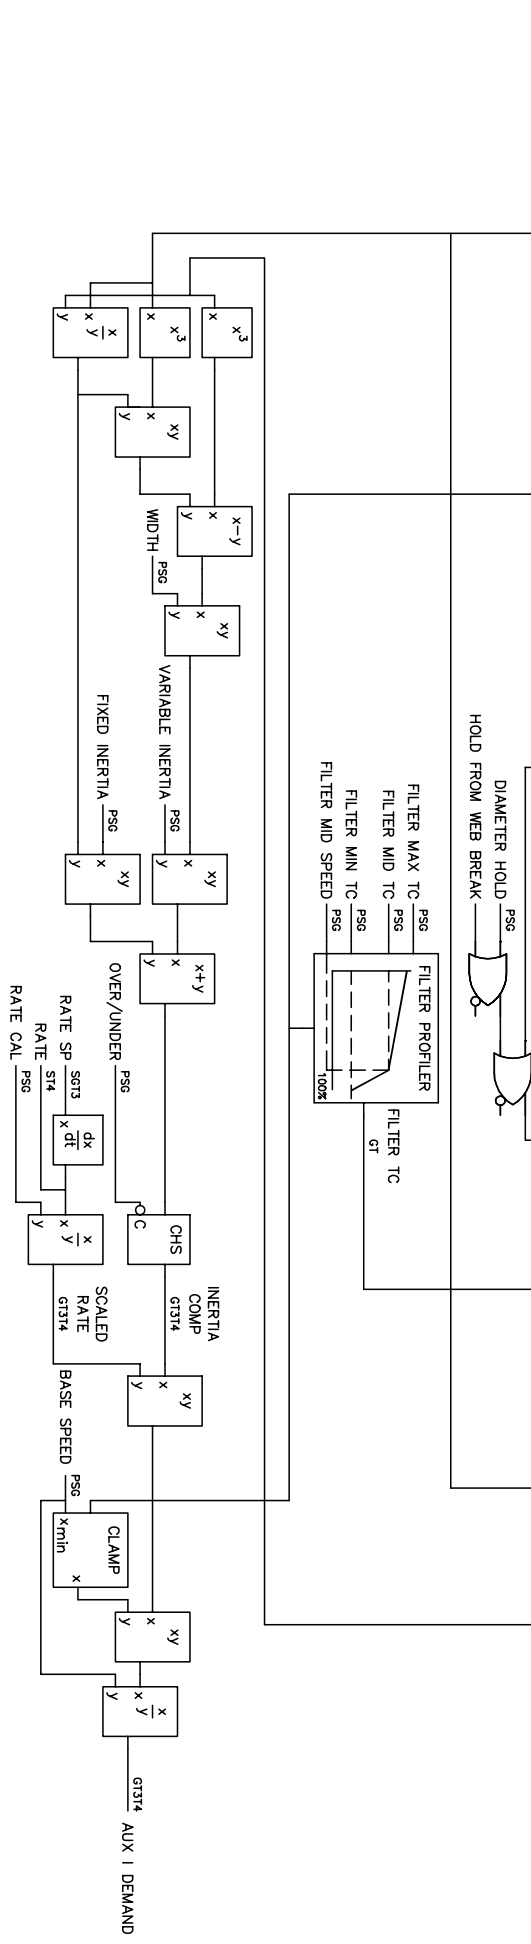 HOLD FROM WEB BREAK
DIAMETER HOLD
PSG
FILTER MAX TC
PSG
FILTER MID TC
PSG
FILTER MIN TC
PSG
FILTER MID SPEED
PSG
FILTER PROFILER
100%
FILTER TC
GT
x³
x
x³
x
x
y
x
y
xy
x
y
x-y
x
y
WIDTH
PSG
xy
x
y
VARIABLE INERTIA
PSG
FIXED INERTIA
PSG
xy
x
y
xy
x
y
x+y
x
y
OVER/UNDER
PSG
RATE SP
SGT3
RATE
ST4
RATE CAL
PSG
dx
dt
x
CHS
C
x
y
x
y
INERTIA
COMP
GT3T4
SCALED
RATE
GT3T4
xy
x
y
BASE SPEED
PSG
CLAMP
xmin
x
xy
x
y
x
y
x
y
GT3T4
AUX I DEMAND